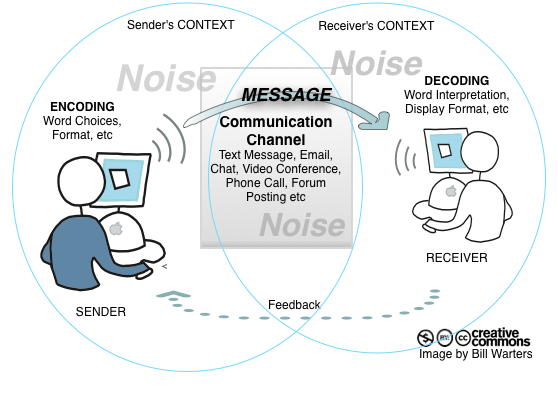 Sender's CONTEXT
Receiver's CONTEXT
Noise
Noise
ENCODING
Word Choices,
Format, etc
MESSAGE
DECODING
Word Interpretation,
Display Format, etc
Communication
Channel
Text Message, Email,
Chat, Video Conference,
Phone Call, Forum
Posting etc
Noise
RECEIVER
<
SENDER
Feedback
$ BY: cc creative
commons
Image by Bill Warters